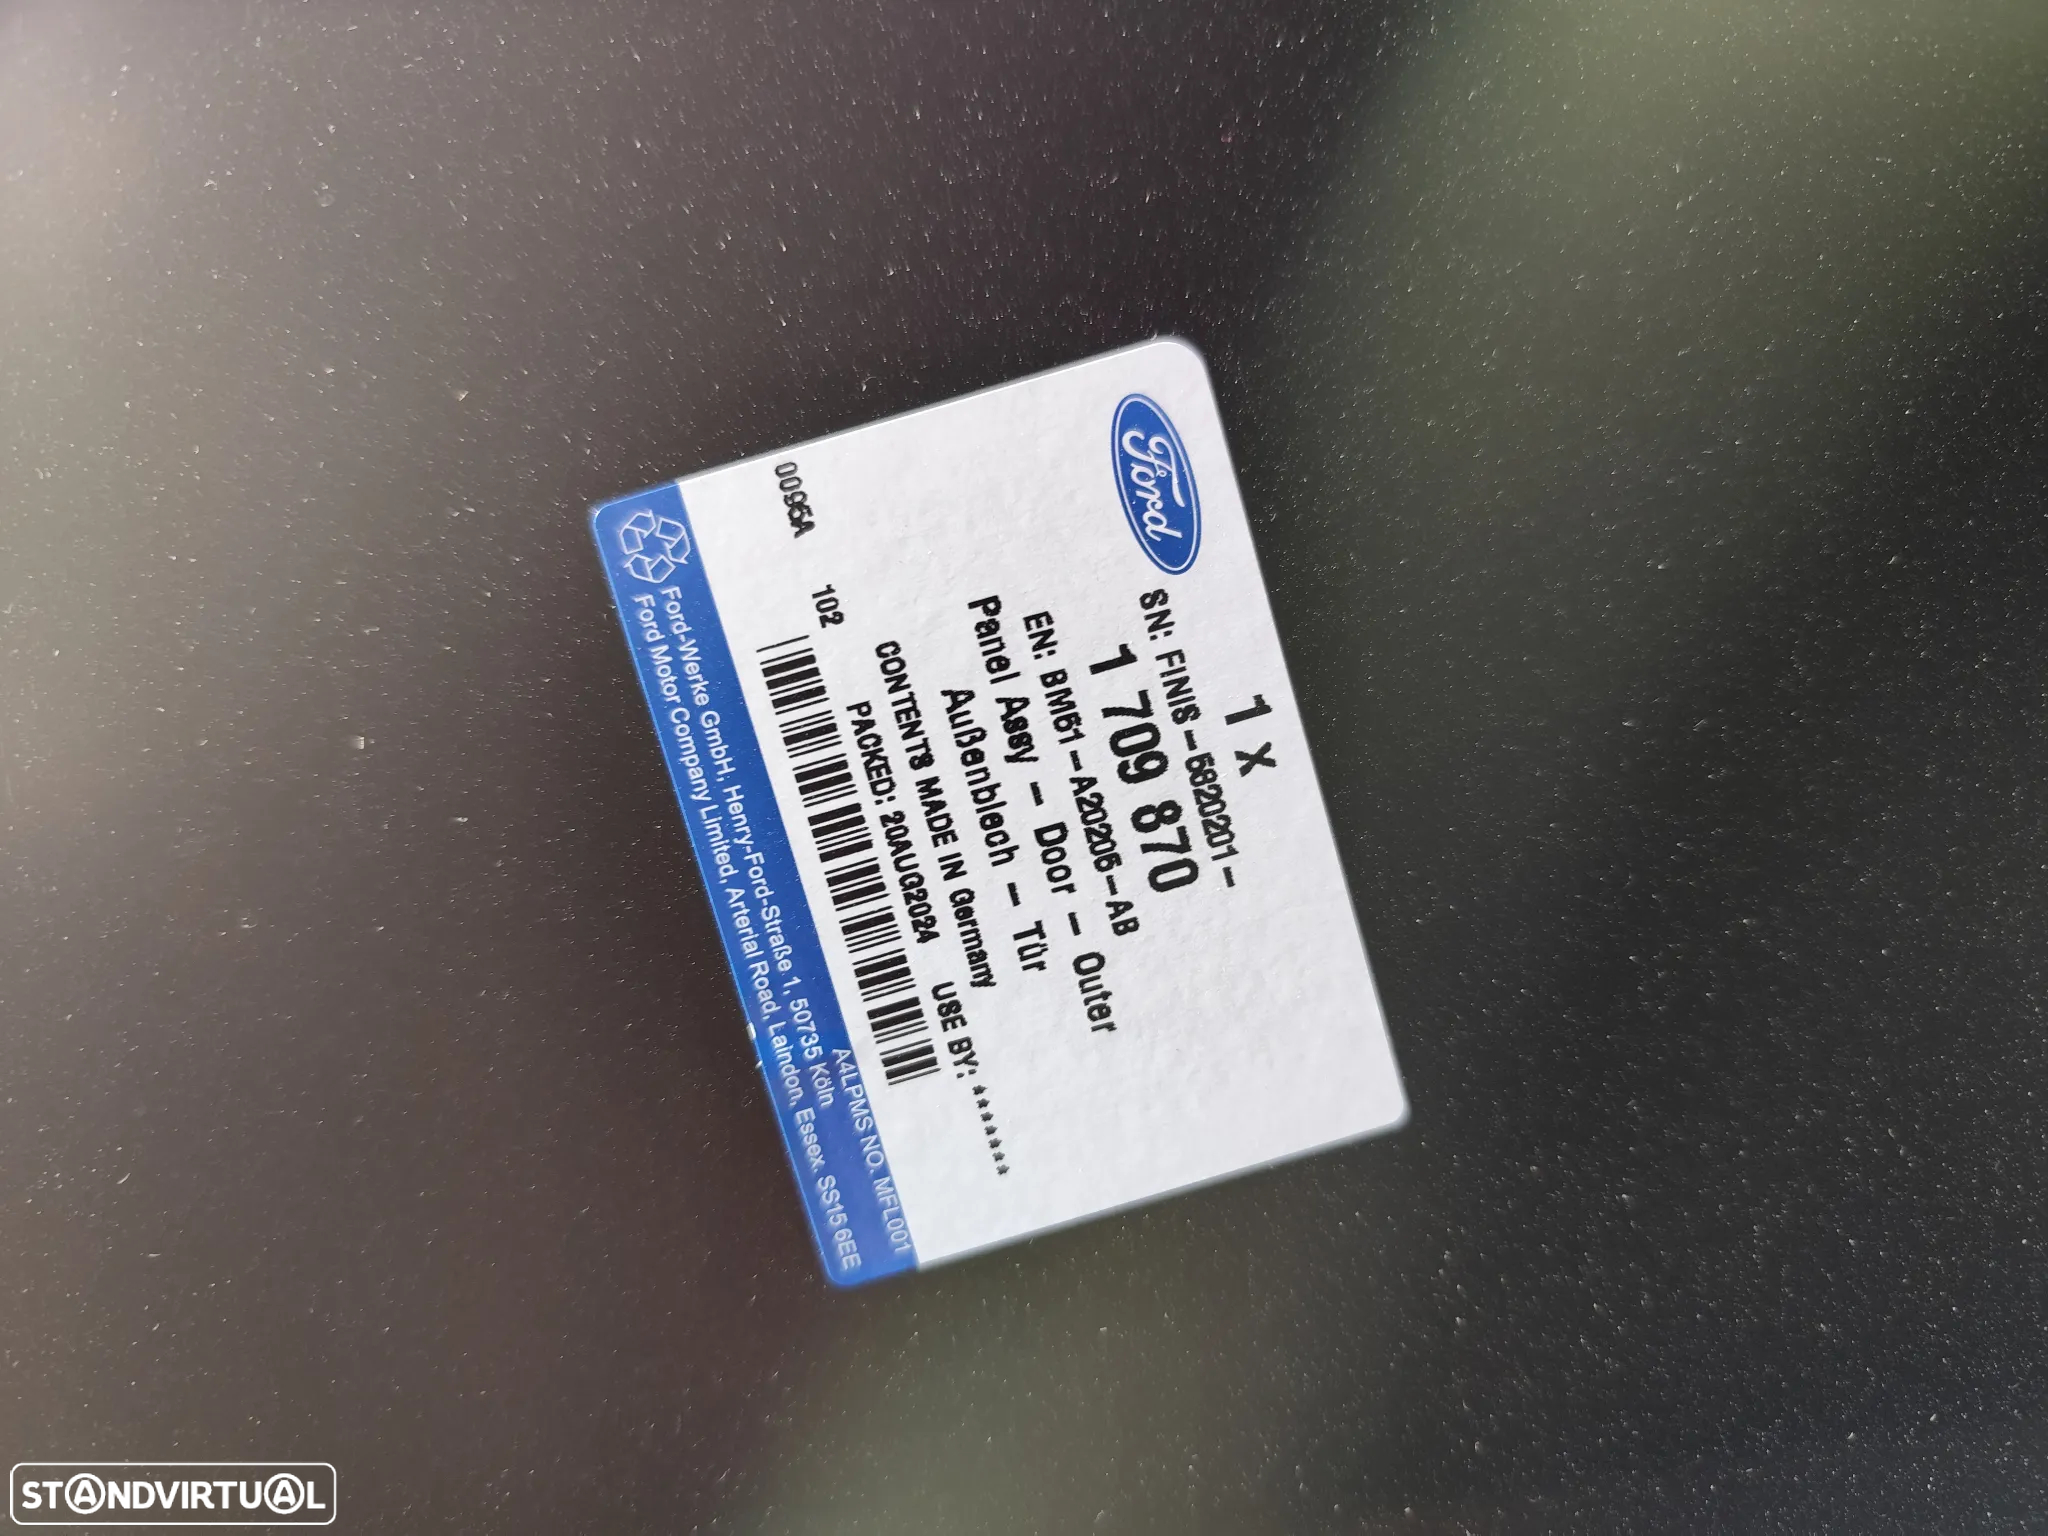 1 x
Ford
SN: FINIS-5820201-
1 709 870
EN: BM51-A20205-AB
Panel Assy - Door - Outer
Außenblech - Tür
CONTENTS MADE IN Germany
PACKED: 20AUG2024 USE BY: *******
0095A 102
A4LPMS NO. MFL001
Ford-Werke GmbH, Henry-Ford-Straße 1, 50735 Köln
Ford Motor Company Limited, Arterial Road, Laindon, Essex. SS15 6EE
STANDVIRTUAL